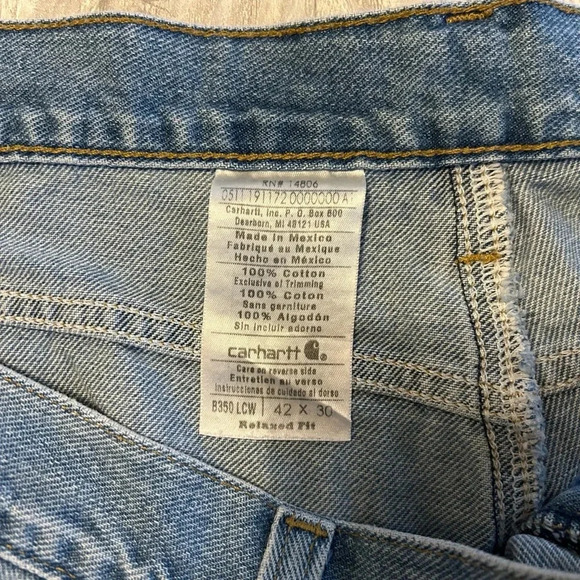 RN# 14806
0511191172 0000000 A1
Carhartt, Inc. P. O. Box 600
Dearborn, MI 48121 USA
Made in Mexico
Fabriqué au Mexique
Hecho en México
100% Cotton
Exclusive of Trimming
100% Coton
Sans garniture
100% Algodón
Sin incluir adorno
carhartt
Care on reverse side
Entretien au verso
Instrucciones de cuidado al dorso
B350 LCW 42 X 30
Relaxed Fit